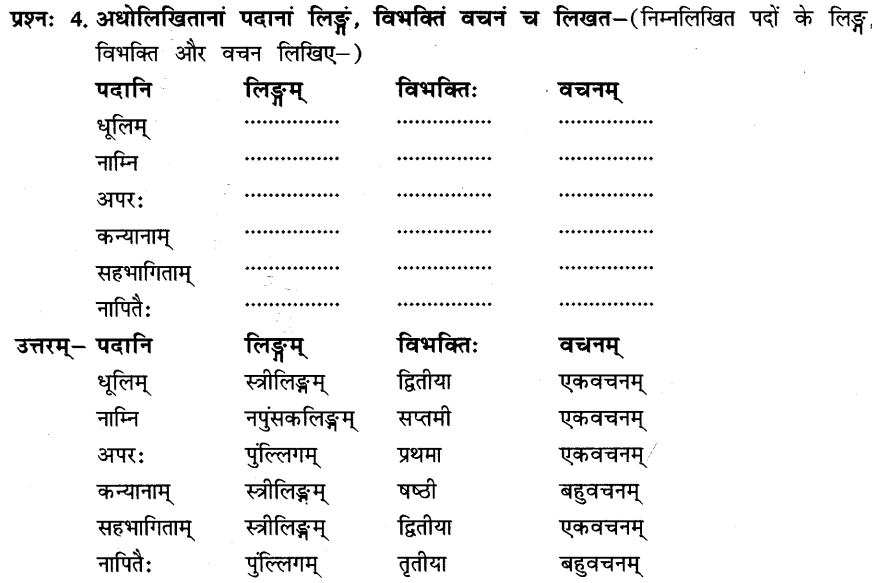 प्रश्न: 4. अधोलिखितानां पदानां लिङ्गं, विभक्तिं वचनं च लिखत–(निम्नलिखित पदों के लिङ्ग,
विभक्ति और वचन लिखिए–)
पदानि लिङ्गम् विभक्ति: वचनम्
धूलिम् ................ ................ ................
नाम्नि ................ ................ ................
अपर: ................ ................ ................
कन्यानाम् ................ ................ ................
सहभागिताम् ................ ................ ................
नापितै: ................ ................ ................
उत्तरम्– पदानि लिङ्गम् विभक्ति: वचनम्
धूलिम् स्त्रीलिङ्गम् द्वितीया एकवचनम्
नाम्नि नपुंसकलिङ्गम् सप्तमी एकवचनम्
अपर: पुंल्लिगम् प्रथमा एकवचनम्
कन्यानाम् स्त्रीलिङ्गम् षष्ठी बहुवचनम्
सहभागिताम् स्त्रीलिङ्गम् द्वितीया एकवचनम्
नापितै: पुंल्लिगम् तृतीया बहुवचनम्